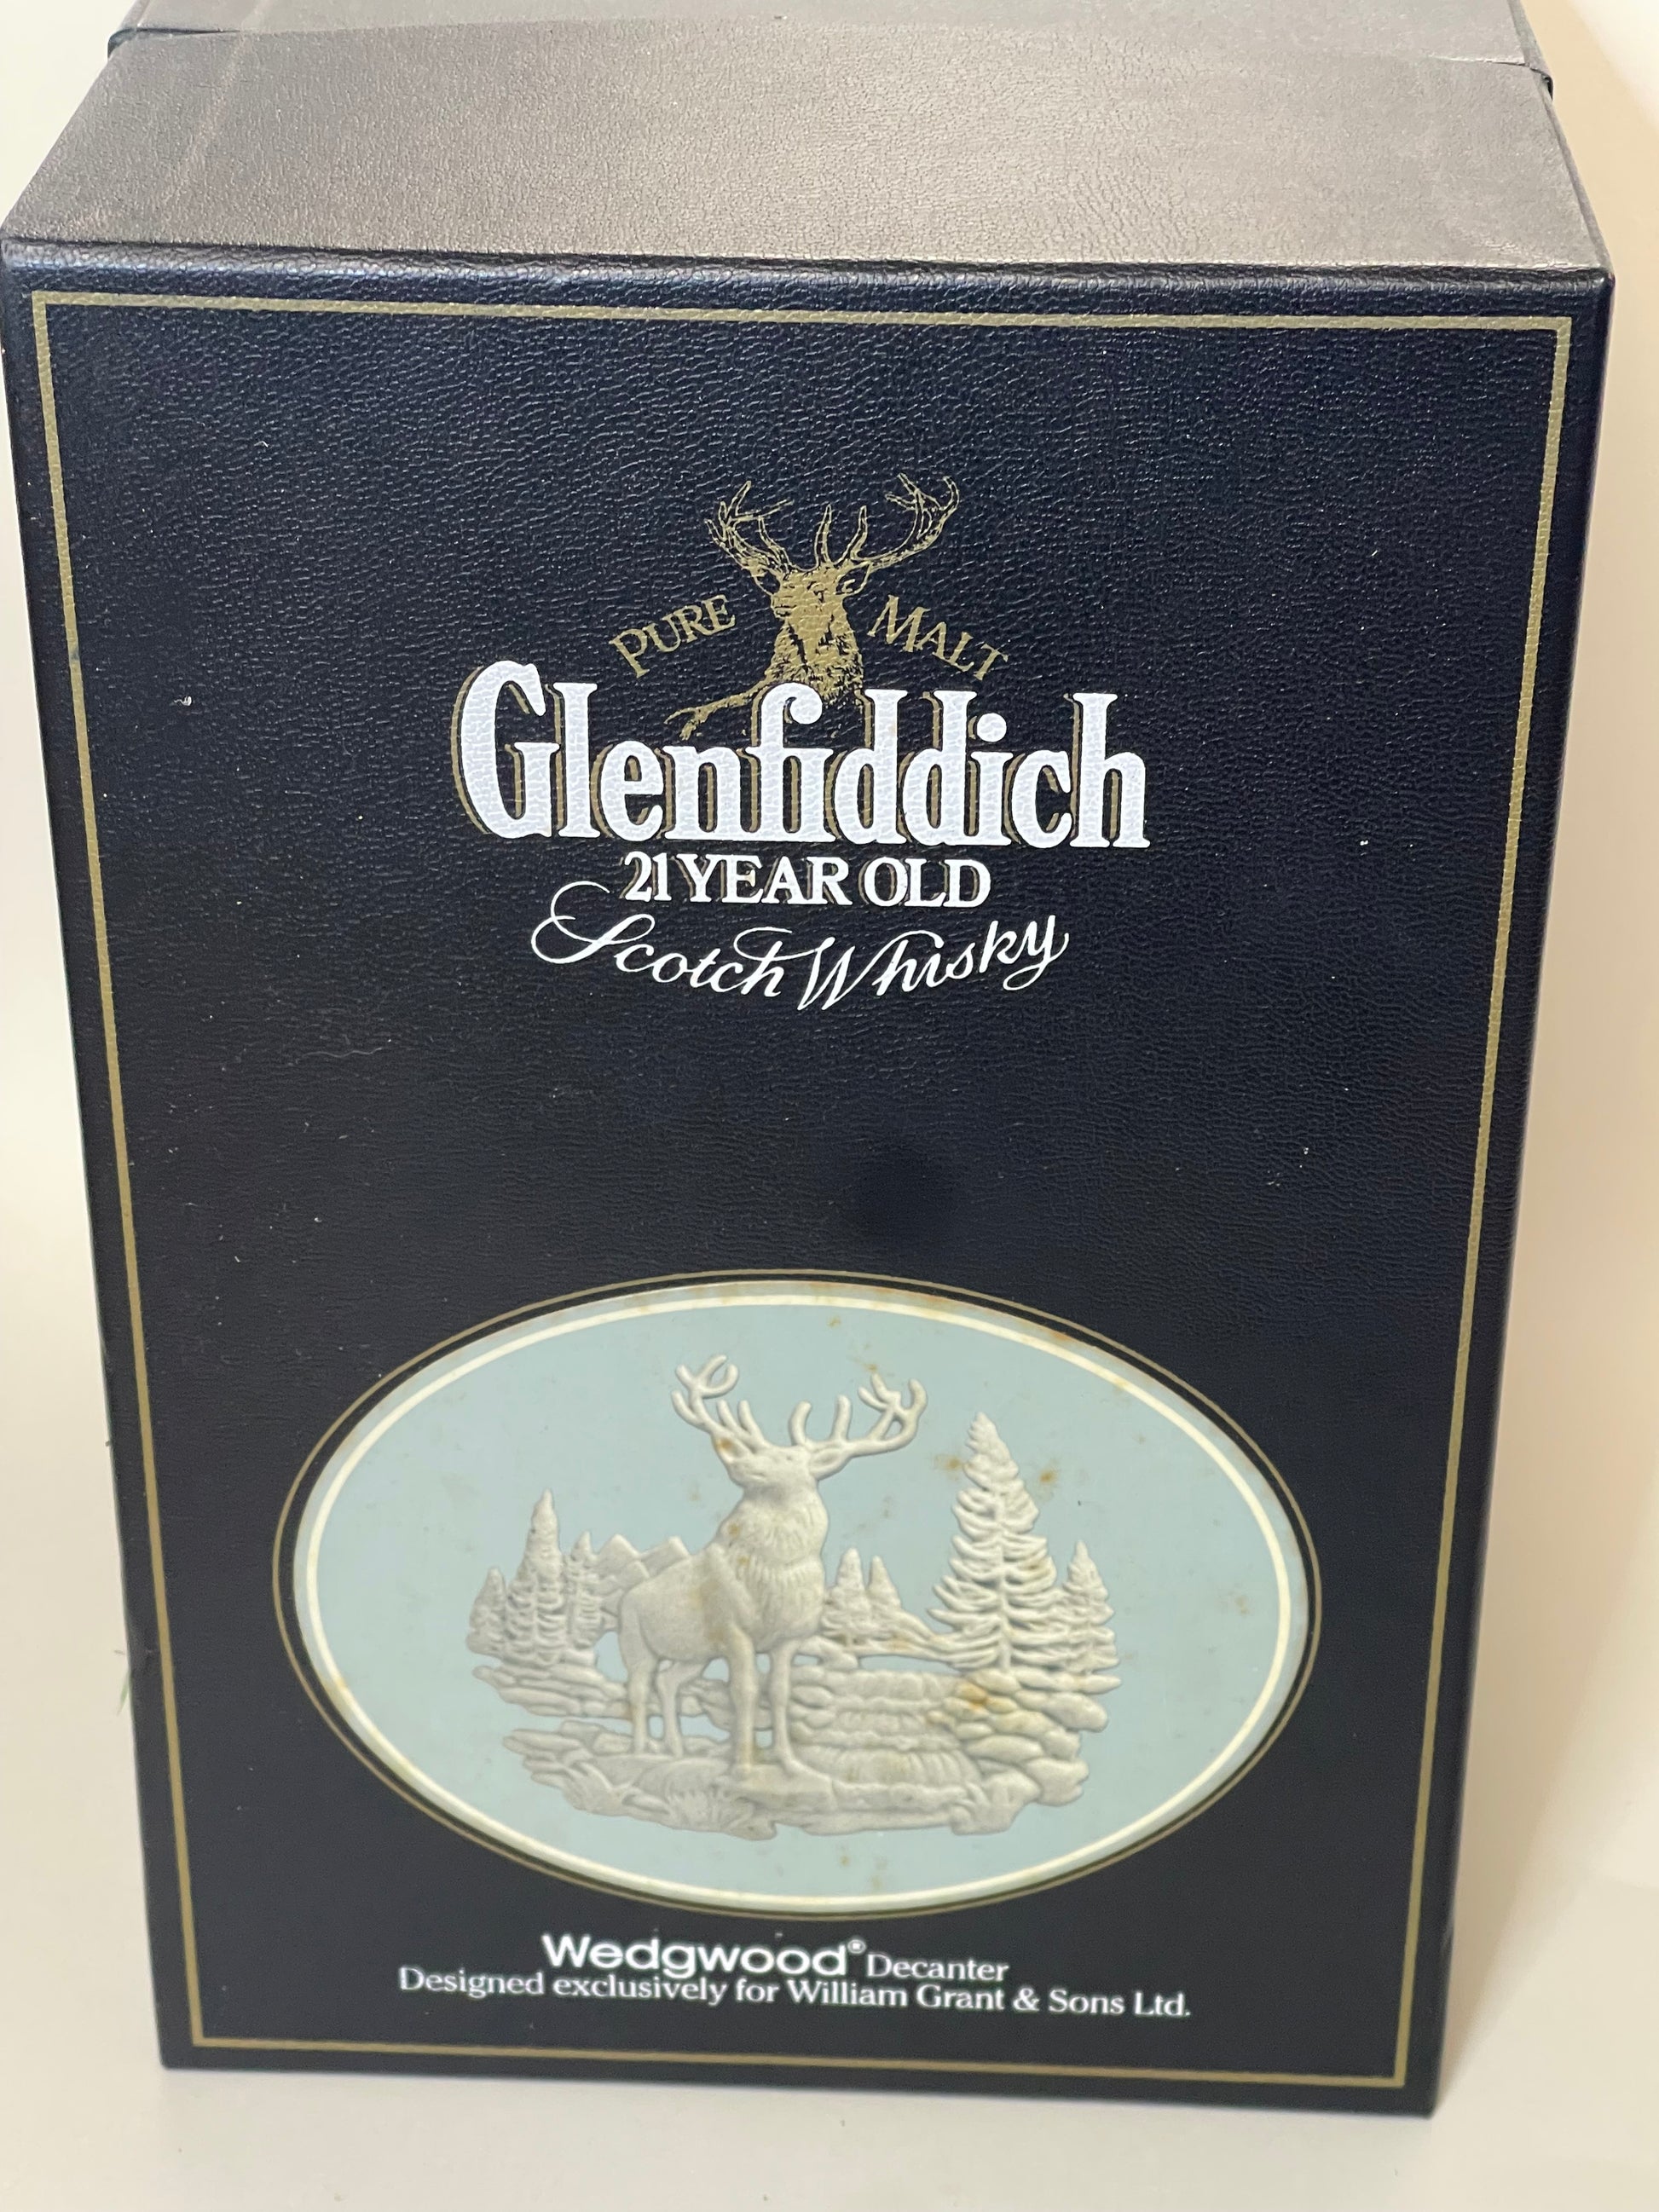 PURE MALT
Glenfiddich
21 YEAR OLD
Scotch Whisky
Wedgwood® Decanter
Designed exclusively for William Grant & Sons Ltd.